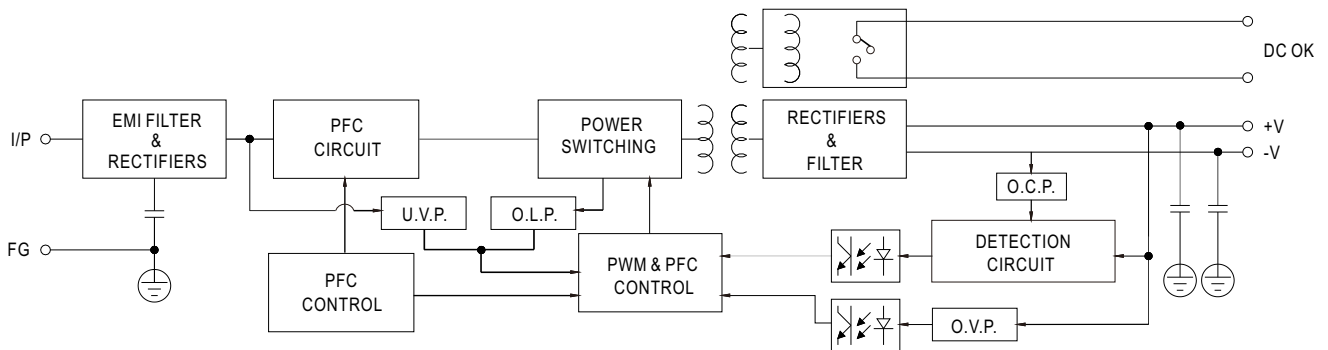 DC OK
I/P
EMI FILTER
&
RECTIFIERS
PFC
CIRCUIT
POWER
SWITCHING
RECTIFIERS
&
FILTER
+V
-V
U.V.P.
O.L.P.
O.C.P.
FG
PFC
CONTROL
PWM & PFC
CONTROL
DETECTION
CIRCUIT
O.V.P.